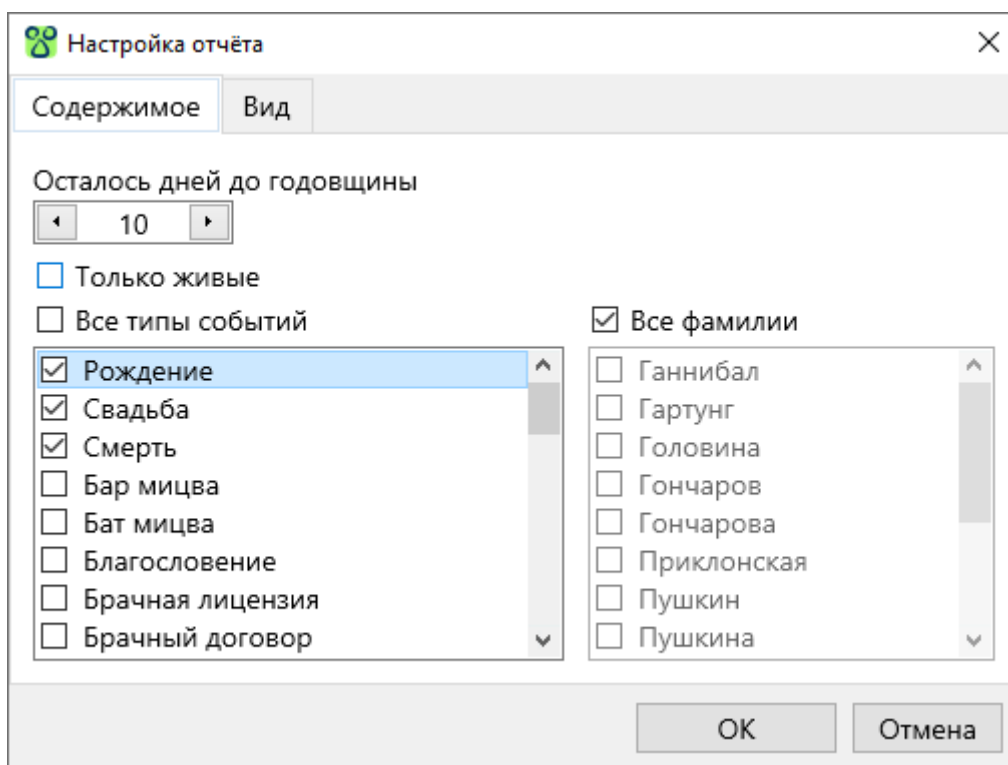 Настройка отчёта
Содержимое
Вид
Осталось дней до годовщины
10
Только живые
Все типы событий
Рождение
Свадьба
Смерть
Бар мицва
Бат мицва
Благословение
Брачная лицензия
Брачный договор
Все фамилии
Ганнибал
Гартунг
Головина
Гончаров
Гончарова
Приклонская
Пушкин
Пушкина
ОК
Отмена